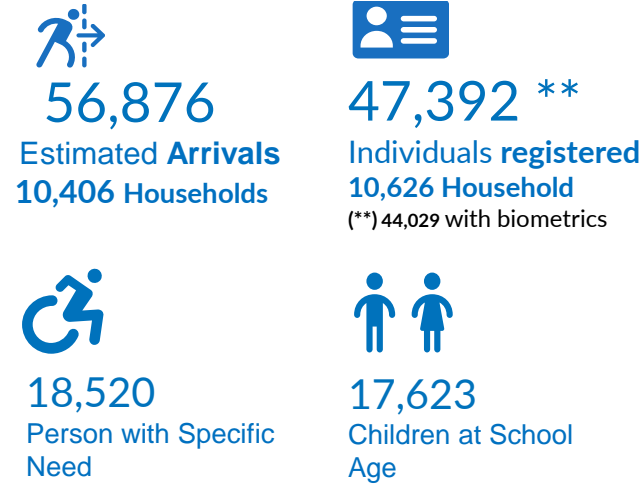 56,876
Estimated Arrivals
10,406 Households
47,392 **
Individuals registered
10,626 Household
(**) 44,029 with biometrics
18,520
Person with Specific
Need
17,623
Children at School
Age